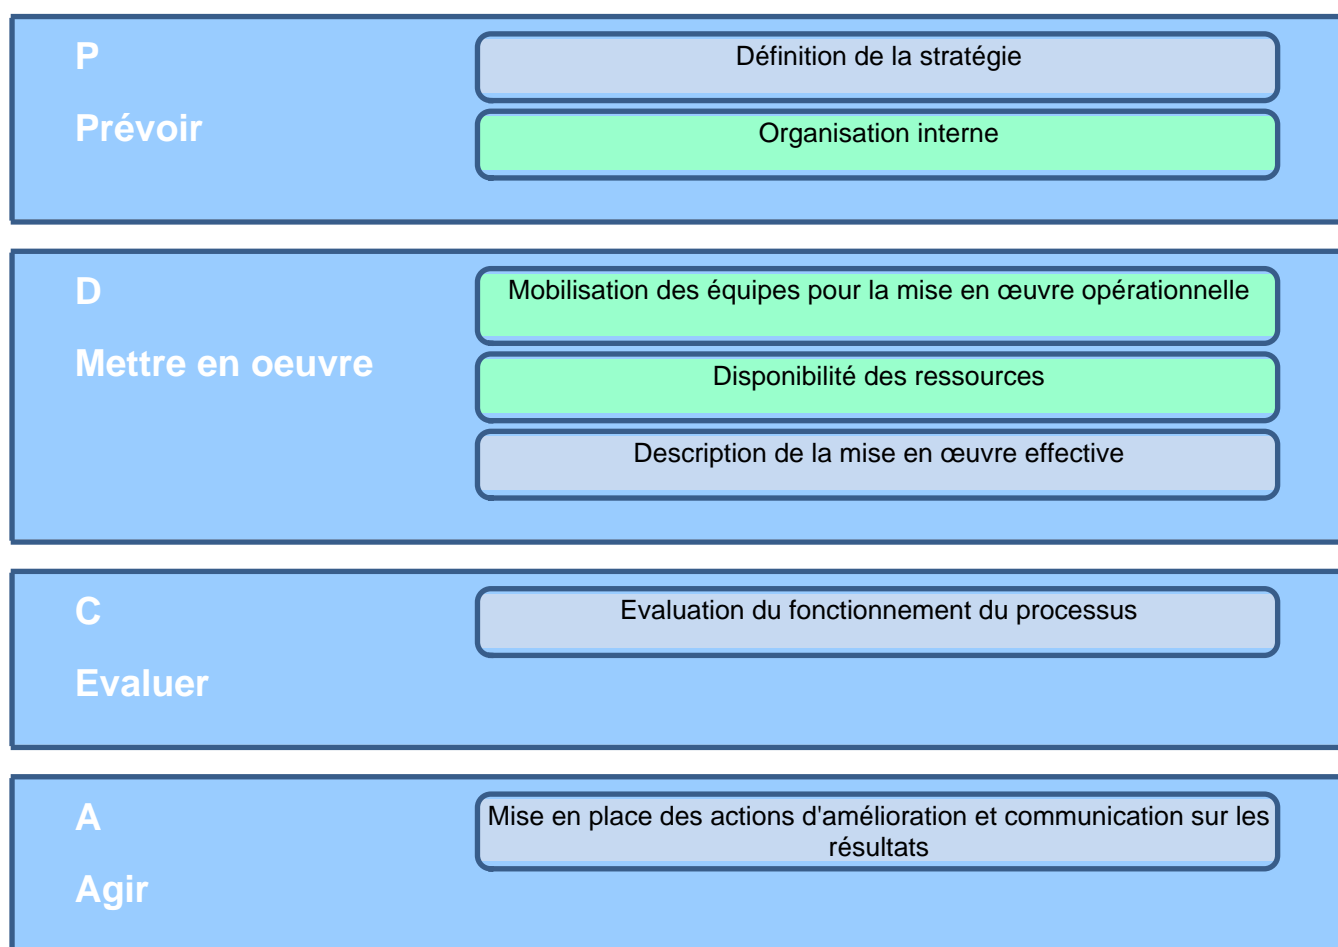 P
Prévoir
Définition de la stratégie
Organisation interne
D
Mettre en oeuvre
Mobilisation des équipes pour la mise en œuvre opérationnelle
Disponibilité des ressources
Description de la mise en œuvre effective
C
Evaluer
Evaluation du fonctionnement du processus
A
Agir
Mise en place des actions d'amélioration et communication sur les
résultats